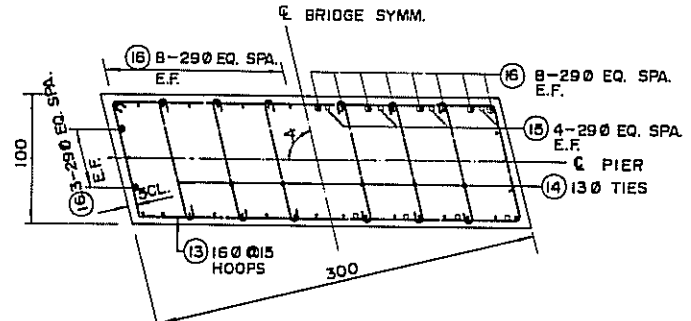 ℄ BRIDGE SYMM.
16 8-29Ø EQ. SPA.
E.F.
16 8-29Ø EQ. SPA.
E.F.
15 4-29Ø EQ. SPA.
E.F.
℄ PIER
14 13Ø TIES
100
16 3-29Ø EQ. SPA.
E.F.
5CL.
13 16Ø @15
HOOPS
300